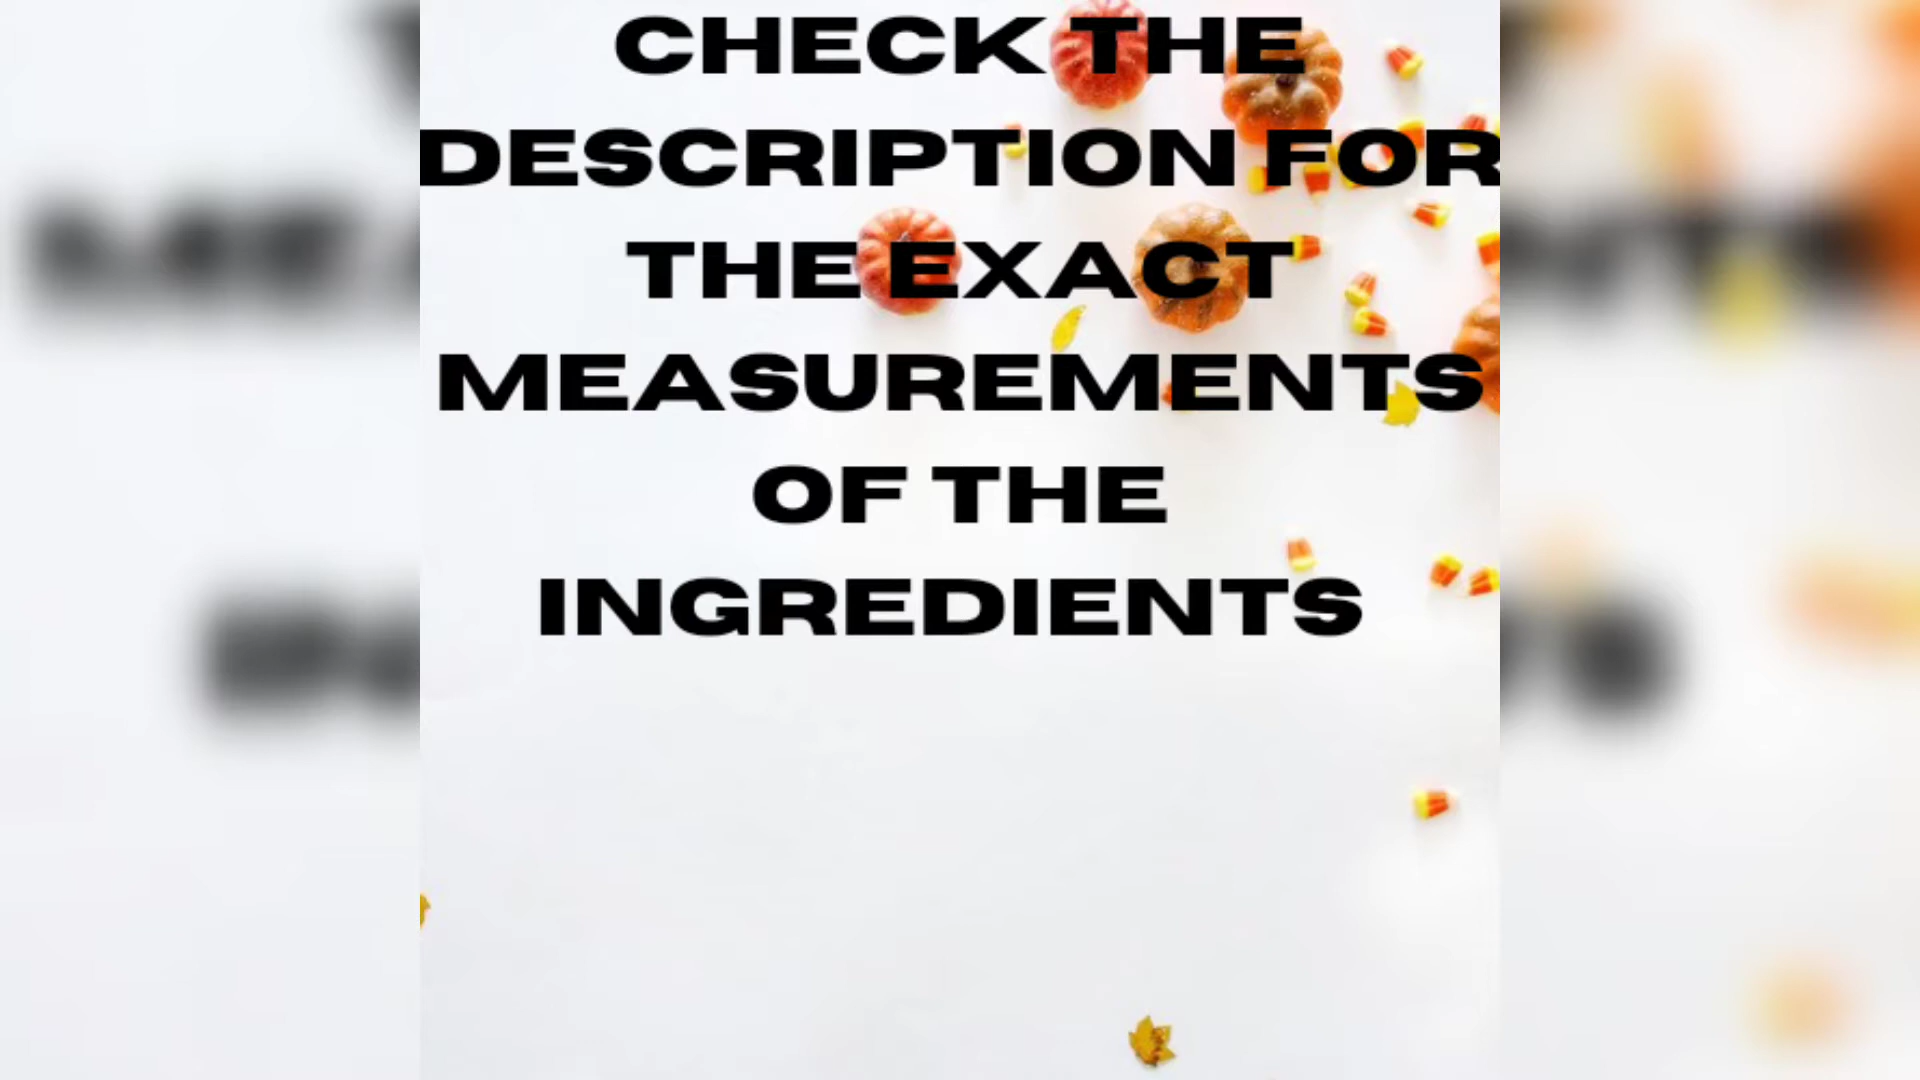 CHECK THE
DESCRIPTION FOR
THE EXACT
MEASUREMENTS
OF THE
INGREDIENTS